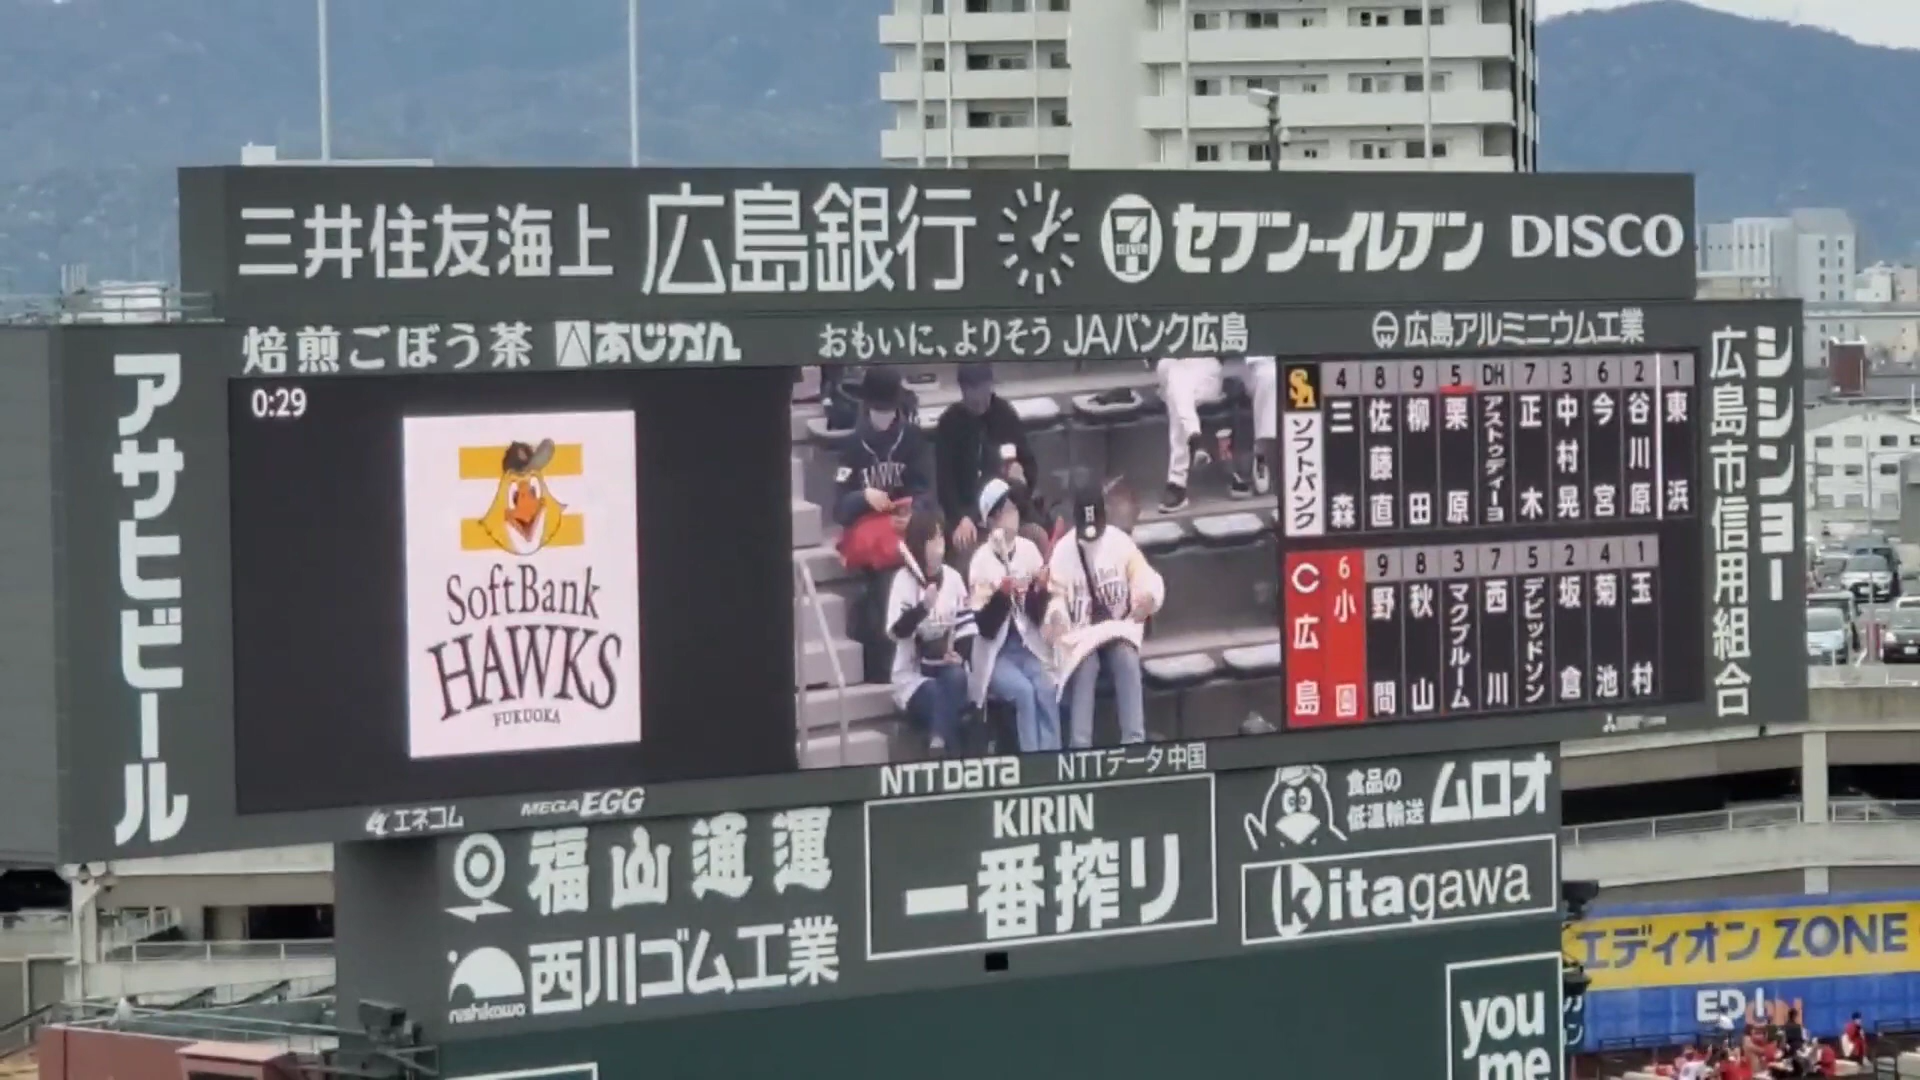 三井住友海上 広島銀行 7 ELEVEN セブン-イレブン DISCO
焙煎ごぼう茶 あじかん おもいに、よりそう JAバンク広島 広島アルミニウム工業
アサヒビール
シシンヨー
広島市信用組合
0:29
SoftBank
HAWKS
FUKUOKA
HAWK
H
ソフトバンク
4 8 9 5 DH 7 3 6 2 1
三森 佐藤直 柳田 栗原 アストゥディーヨ 正木 中村晃 今宮 谷川原 東浜
C広島
6 9 8 3 7 5 2 4 1
小園 野間 秋山 マクブルーム 西川 デビッドソン 坂倉 菊池 玉村
エネコム MEGA EGG NTT DATA NTTデータ中国
福山通運
KIRIN
一番搾り
食品の
低温輸送
ムロオ
kitagawa
nishikawa 西川ゴム工業
エディオン ZONE
EDI ON
you
me